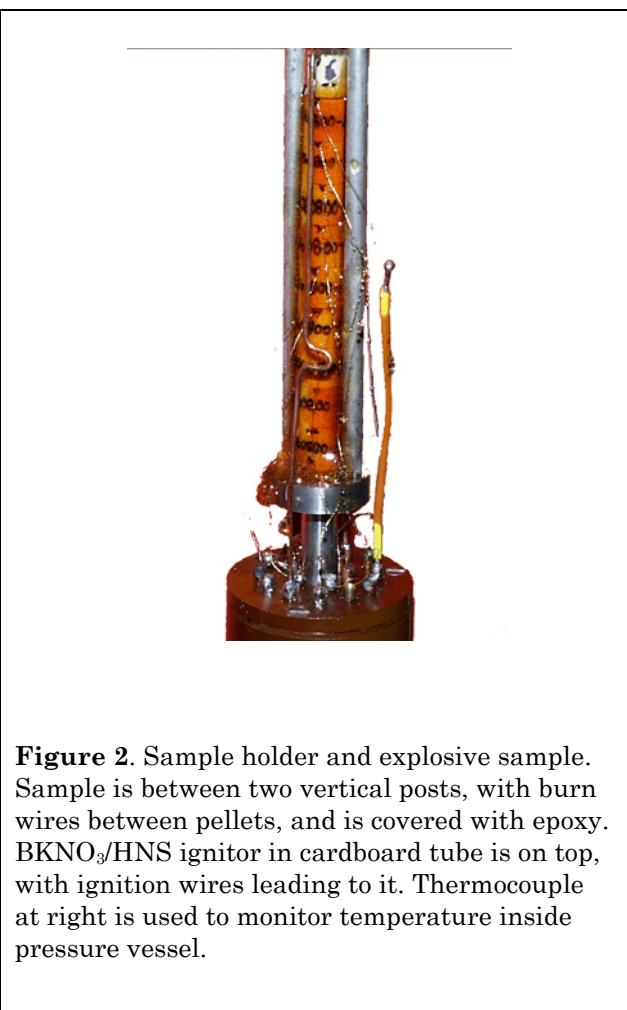 Figure 2. Sample holder and explosive sample.
Sample is between two vertical posts, with burn
wires between pellets, and is covered with epoxy.
BKNO₃/HNS ignitor in cardboard tube is on top,
with ignition wires leading to it. Thermocouple
at right is used to monitor temperature inside
pressure vessel.